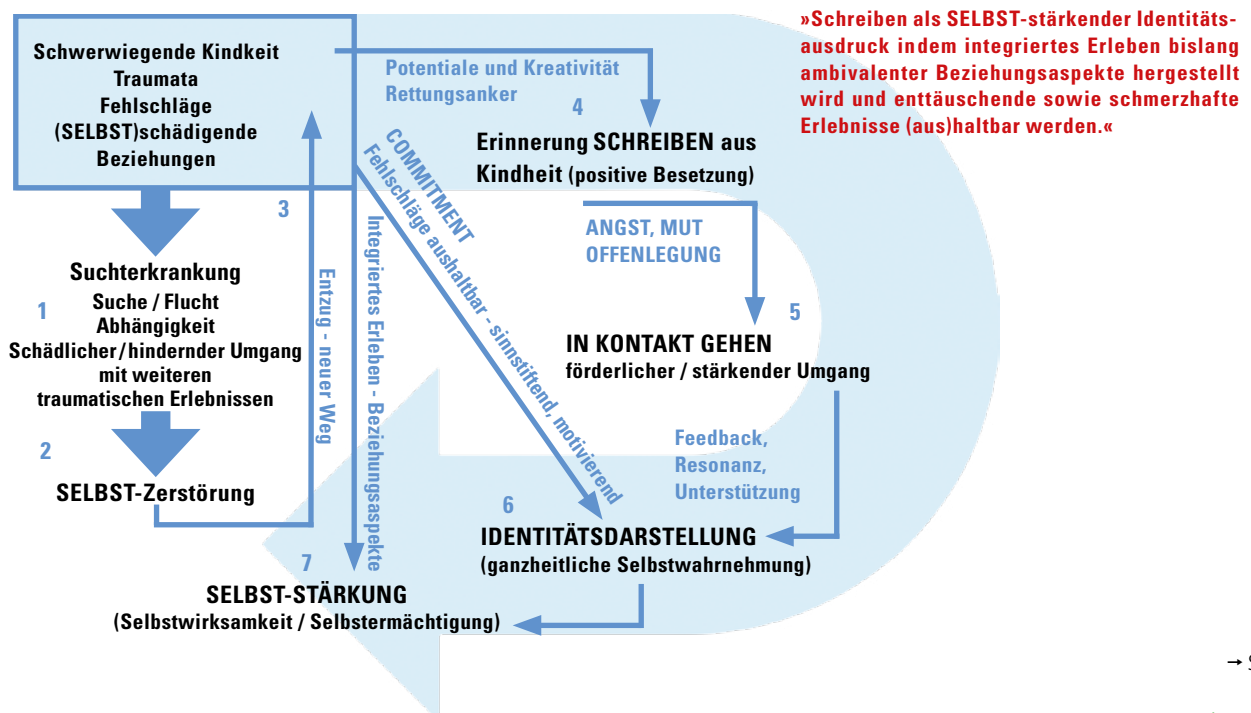 »Schreiben als SELBST-stärkender Identitäts-
ausdruck indem integriertes Erleben bislang
ambivalenter Beziehungsaspekte hergestellt
wird und enttäuschende sowie schmerzhafte
Erlebnisse (aus)haltbar werden.«
Schwerwiegende Kindkeit
Traumata
Fehlschläge
(SELBST)schädigende
Beziehungen
Potentiale und Kreativität
Rettungsanker
4
Erinnerung SCHREIBEN aus
Kindheit (positive Besetzung)
3
COMMITMENT
Fehlschläge aushaltbar - sinnstiftend, motivierend
Integriertes Erleben - Beziehungsaspekte
Entzug - neuer Weg
ANGST, MUT
OFFENLEGUNG
Suchterkrankung
1
Suche / Flucht
Abhängigkeit
Schädlicher/hindernder Umgang
mit weiteren
traumatischen Erlebnissen
5
IN KONTAKT GEHEN
förderlicher / stärkender Umgang
2
SELBST-Zerstörung
Feedback,
Resonanz,
Unterstützung
6
IDENTITÄTSDARSTELLUNG
(ganzheitliche Selbstwahrnehmung)
7
SELBST-STÄRKUNG
(Selbstwirksamkeit / Selbstermächtigung)
→ S